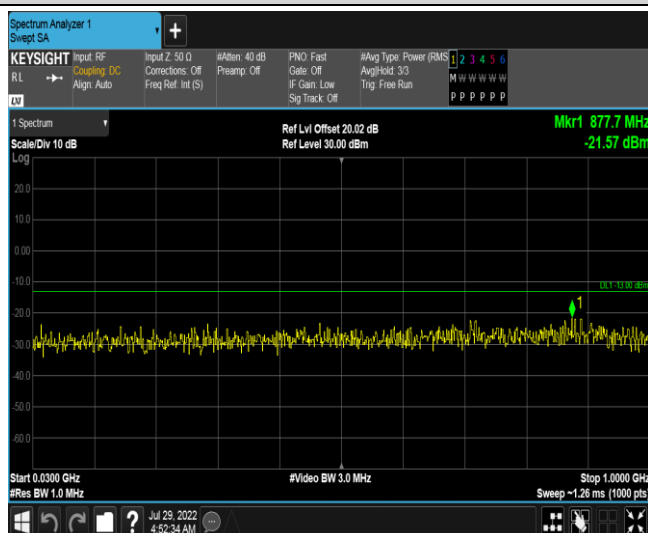 Spectrum Analyzer 1
Swept SA
+
KEYSIGHT
RL
LXI
Input: RF
Coupling: DC
Align: Auto
Input Z: 50 Ω
Corrections: Off
Freq Ref: Int (S)
#Atten: 40 dB
Preamp: Off
PNO: Fast
Gate: Off
IF Gain: Low
Sig Track: Off
#Avg Type: Power (RMS
Avg|Hold: 3/3
Trig: Free Run
1 2 3 4 5 6
M W W W W W
P P P P P P
1 Spectrum
Scale/Div 10 dB
Log
Ref Lvl Offset 20.02 dB
Ref Level 30.00 dBm
Mkr1 877.7 MHz
-21.57 dBm
20.0
10.0
0.00
-10.0
DL1 -13.00 dBm
1
-20.0
-30.0
-40.0
-50.0
-60.0
Start 0.0300 GHz
#Res BW 1.0 MHz
#Video BW 3.0 MHz
Stop 1.0000 GHz
Sweep ~1.26 ms (1000 pts)
?
Jul 29, 2022
4:52:34 AM